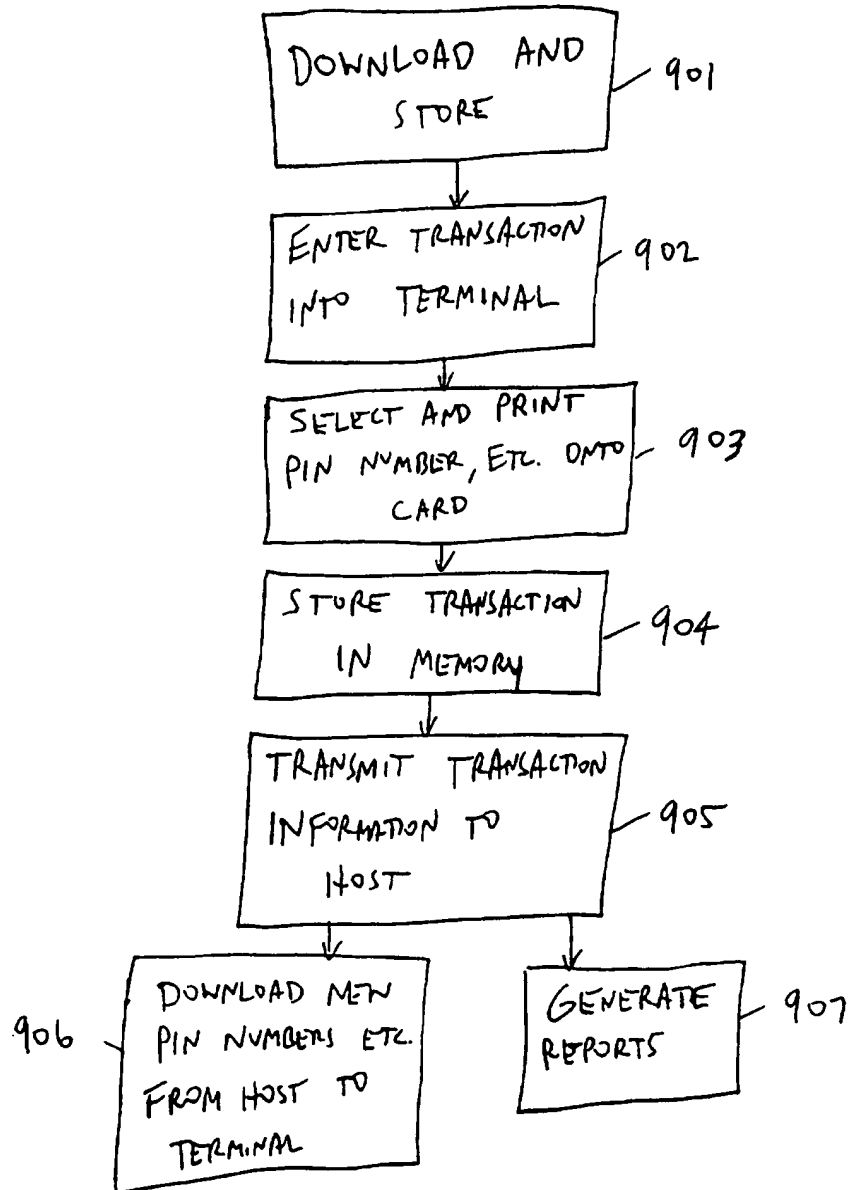 DOWNLOAD AND
STORE
901
ENTER TRANSACTION
INTO TERMINAL
902
SELECT AND PRINT
PIN NUMBER, ETC. ONTO
CARD
903
STORE TRANSACTION
IN MEMORY
904
TRANSMIT TRANSACTION
INFORMATION TO
HOST
905
906
DOWNLOAD NEW
PIN NUMBERS ETC.
FROM HOST TO
TERMINAL
GENERATE
REPORTS
907